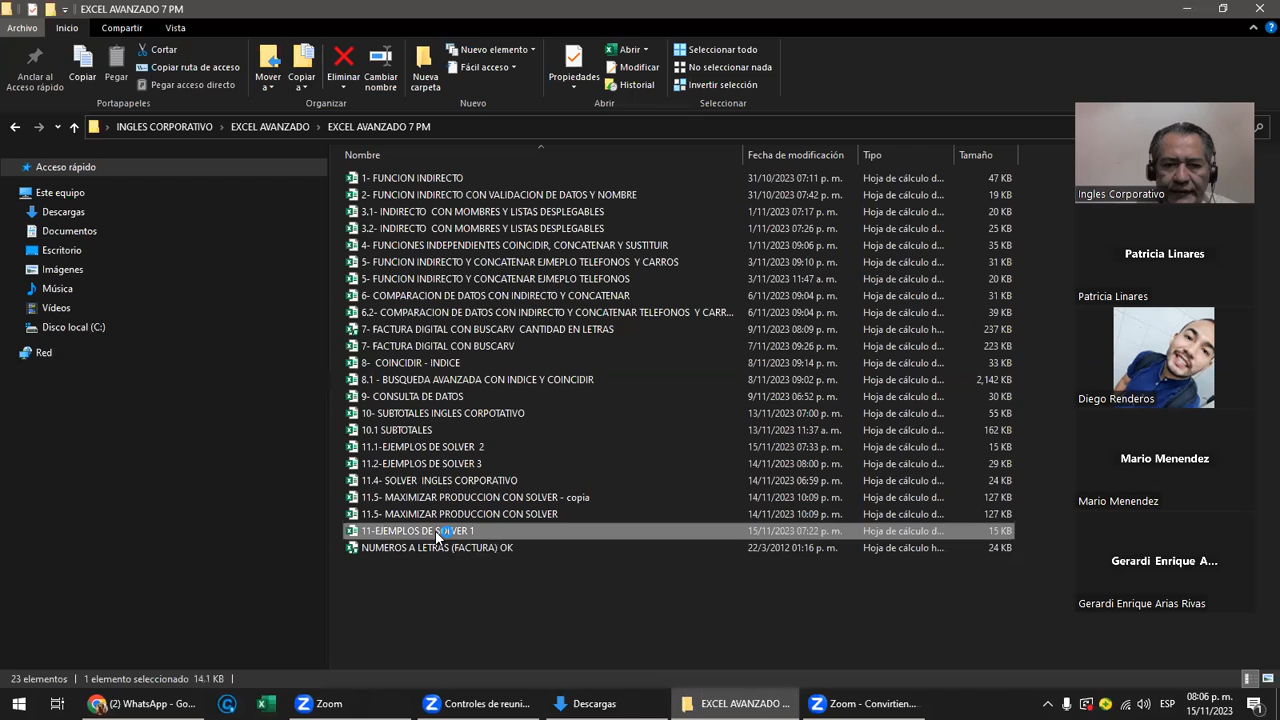 EXCEL AVANZADO 7 PM
Archivo Inicio Compartir Vista
Anclar al Acceso rápido
Copiar
Pegar
Cortar
Copiar ruta de acceso
Pegar acceso directo
Mover a
Copiar a
Eliminar
Cambiar nombre
Nueva carpeta
Nuevo elemento
Fácil acceso
Propiedades
Abrir
Modificar
Historial
Seleccionar todo
No seleccionar nada
Invertir selección
Portapapeles Organizar Nuevo Abrir Seleccionar
INGLES CORPORATIVO › EXCEL AVANZADO › EXCEL AVANZADO 7 PM
Acceso rápido
Este equipo
Descargas
Documentos
Escritorio
Imágenes
Música
Vídeos
Disco local (C:)
Red
Nombre Fecha de modificación Tipo Tamaño
1- FUNCION INDIRECTO 31/10/2023 07:11 p. m. Hoja de cálculo d... 47 KB
2- FUNCION INDIRECTO CON VALIDACION DE DATOS Y NOMBRE 31/10/2023 07:42 p. m. Hoja de cálculo d... 19 KB
3.1- INDIRECTO CON MOMBRES Y LISTAS DESPLEGABLES 1/11/2023 07:17 p. m. Hoja de cálculo d... 20 KB
3.2- INDIRECTO CON MOMBRES Y LISTAS DESPLEGABLES 1/11/2023 07:26 p. m. Hoja de cálculo d... 25 KB
4- FUNCIONES INDEPENDIENTES COINCIDIR, CONCATENAR Y SUSTITUIR 1/11/2023 09:06 p. m. Hoja de cálculo d... 35 KB
5- FUNCION INDIRECTO Y CONCATENAR EJMEPLO TELEFONOS Y CARROS 3/11/2023 09:10 p. m. Hoja de cálculo d... 31 KB
5- FUNCION INDIRECTO Y CONCATENAR EJEMPLO TELEFONOS 3/11/2023 11:47 a. m. Hoja de cálculo d... 28 KB
6- COMPARACION DE DATOS CON INDIRECTO Y CONCATENAR 6/11/2023 09:04 p. m. Hoja de cálculo d... 31 KB
6.2- COMPARACION DE DATOS CON INDIRECTO Y CONCATENAR TELEFONOS Y CARR... 6/11/2023 09:04 p. m. Hoja de cálculo d... 39 KB
7- FACTURA DIGITAL CON BUSCARV CANTIDAD EN LETRAS 9/11/2023 08:09 p. m. Hoja de cálculo h... 237 KB
7- FACTURA DIGITAL CON BUSCARV 7/11/2023 09:26 p. m. Hoja de cálculo d... 223 KB
8- COINCIDIR - INDICE 8/11/2023 09:14 p. m. Hoja de cálculo d... 33 KB
8.1 - BUSQUEDA AVANZADA CON INDICE Y COINCIDIR 8/11/2023 09:02 p. m. Hoja de cálculo d... 2,142 KB
9- CONSULTA DE DATOS 9/11/2023 06:52 p. m. Hoja de cálculo d... 30 KB
10- SUBTOTALES INGLES CORPOTATIVO 13/11/2023 07:00 p. m. Hoja de cálculo d... 55 KB
10.1 SUBTOTALES 13/11/2023 11:37 a. m. Hoja de cálculo d... 162 KB
11.1-EJEMPLOS DE SOLVER 2 15/11/2023 07:33 p. m. Hoja de cálculo d... 15 KB
11.2-EJEMPLOS DE SOLVER 3 14/11/2023 08:00 p. m. Hoja de cálculo d... 29 KB
11.4- SOLVER INGLES CORPORATIVO 14/11/2023 06:59 p. m. Hoja de cálculo d... 24 KB
11.5- MAXIMIZAR PRODUCCION CON SOLVER - copia 14/11/2023 10:09 p. m. Hoja de cálculo d... 127 KB
11.5- MAXIMIZAR PRODUCCION CON SOLVER 14/11/2023 10:09 p. m. Hoja de cálculo d... 127 KB
11-EJEMPLOS DE SOLVER 1 15/11/2023 07:22 p. m. Hoja de cálculo d... 15 KB
NUMEROS A LETRAS (FACTURA) OK 22/3/2012 01:16 p. m. Hoja de cálculo h... 24 KB
Ingles Corporativo
Patricia Linares
Patricia Linares
Diego Renderos
Mario Menendez
Mario Menendez
Gerardi Enrique A...
Gerardi Enrique Arias Rivas
23 elementos 1 elemento seleccionado 14.1 KB
(2) WhatsApp - Go... Zoom Controles de reuni... Descargas EXCEL AVANZADO ... Zoom - Convirtien... ESP 08:06 p. m.
15/11/2023